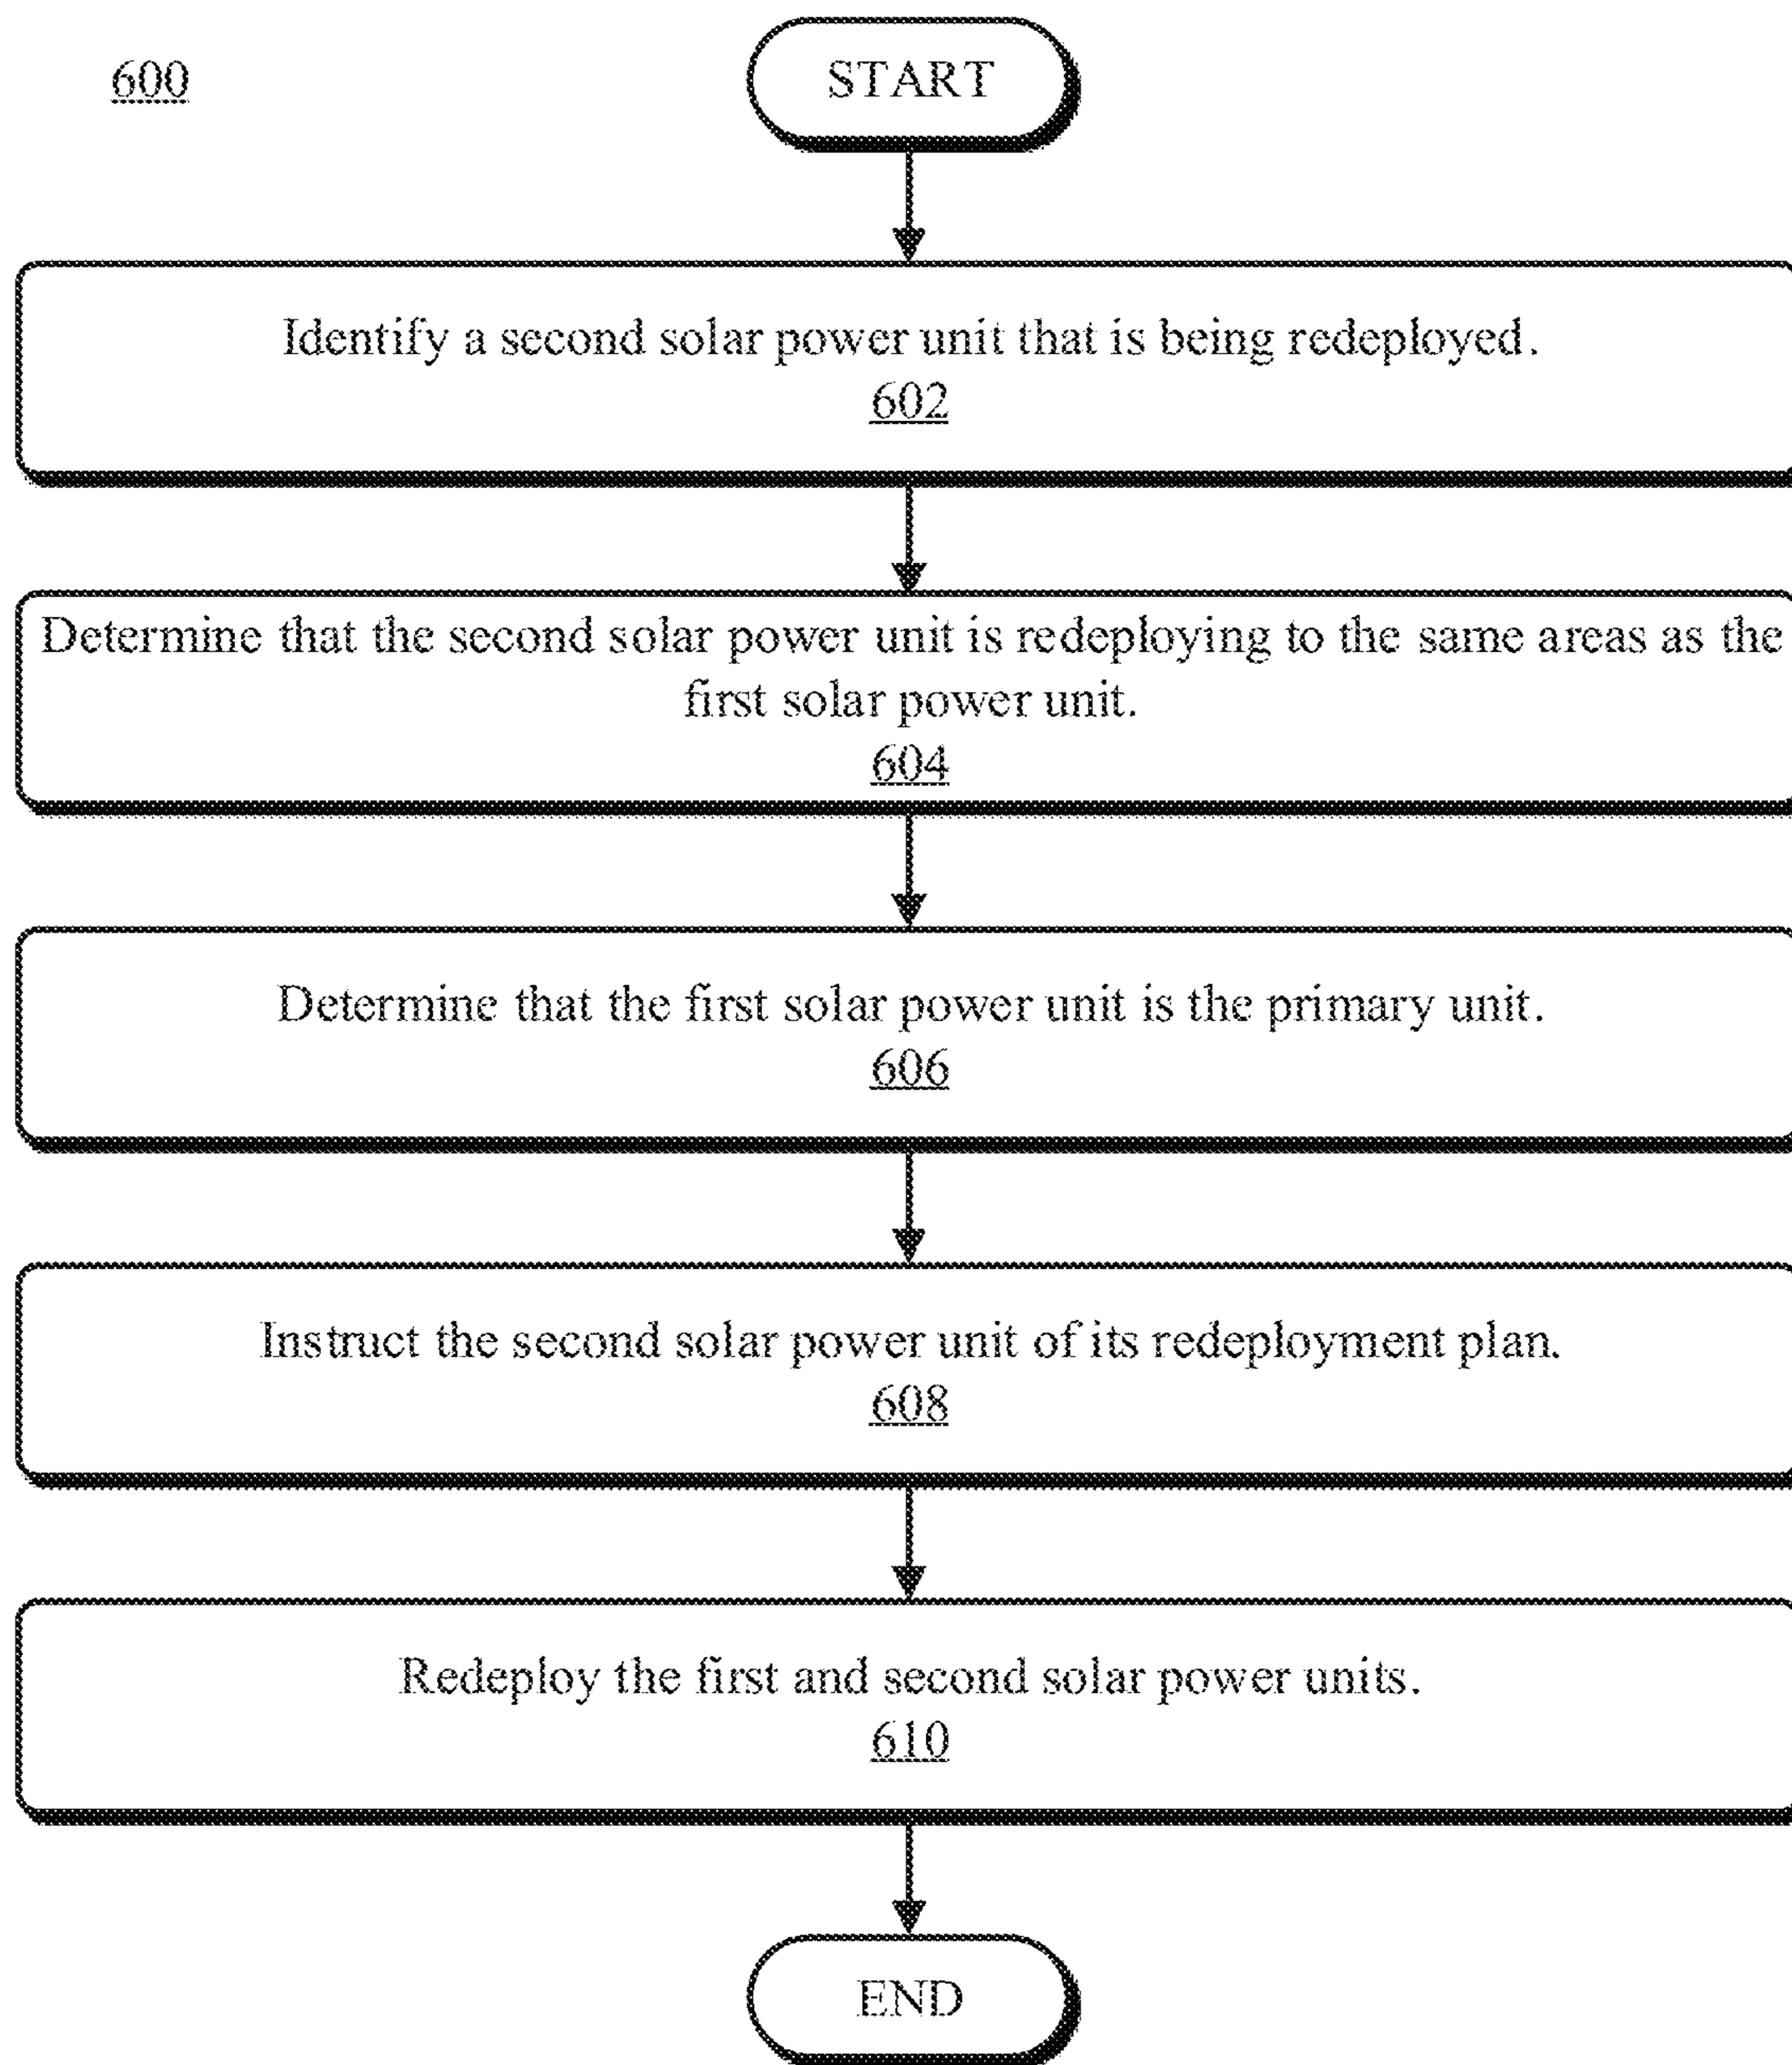 600
START
Identify a second solar power unit that is being redeployed.
602
Determine that the second solar power unit is redeploying to the same areas as the
first solar power unit.
604
Determine that the first solar power unit is the primary unit.
606
Instruct the second solar power unit of its redeployment plan.
608
Redeploy the first and second solar power units.
610
END